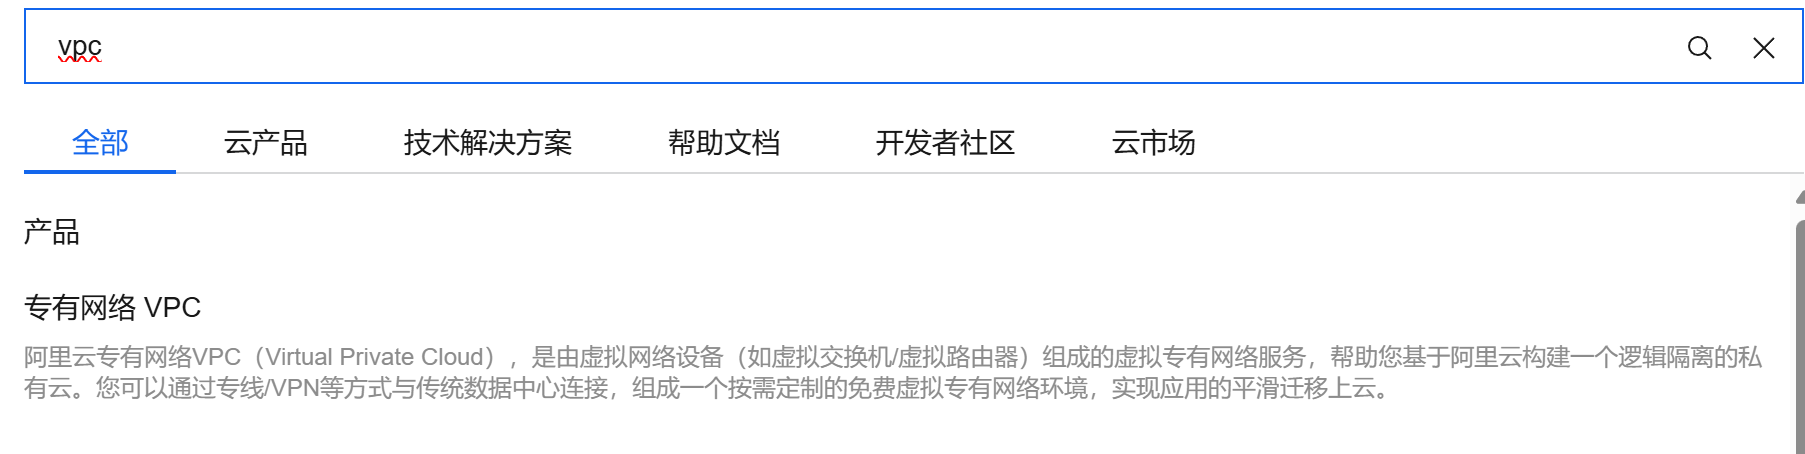 vpc
全部 云产品 技术解决方案 帮助文档 开发者社区 云市场
产品
专有网络 VPC
阿里云专有网络VPC（Virtual Private Cloud），是由虚拟网络设备（如虚拟交换机/虚拟路由器）组成的虚拟专有网络服务，帮助您基于阿里云构建一个逻辑隔离的私
有云。您可以通过专线/VPN等方式与传统数据中心连接，组成一个按需定制的免费虚拟专有网络环境，实现应用的平滑迁移上云。